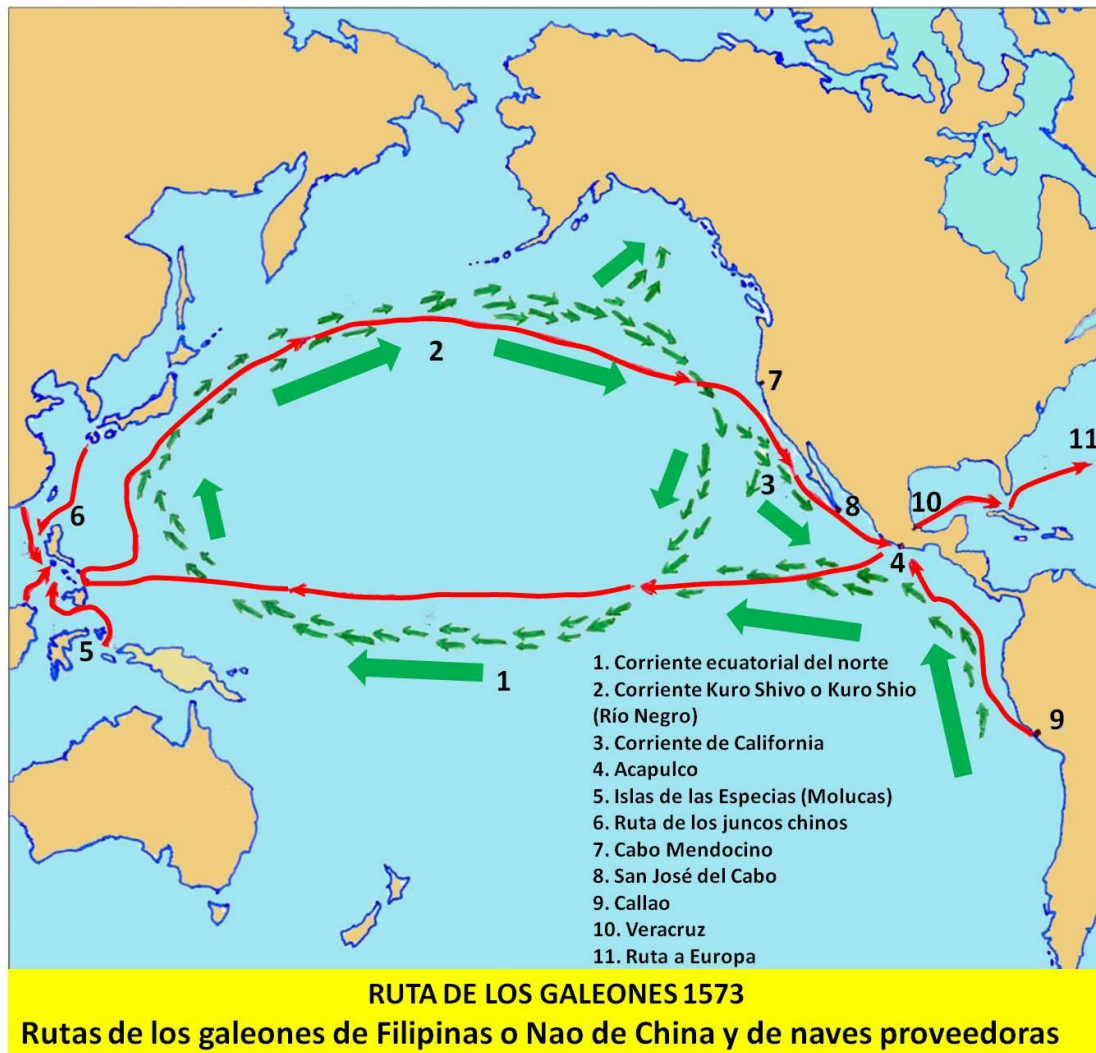 2
7
3
8
10
11
6
4
5
1
9
1. Corriente ecuatorial del norte
2. Corriente Kuro Shivo o Kuro Shio
(Río Negro)
3. Corriente de California
4. Acapulco
5. Islas de las Especias (Molucas)
6. Ruta de los juncos chinos
7. Cabo Mendocino
8. San José del Cabo
9. Callao
10. Veracruz
11. Ruta a Europa
RUTA DE LOS GALEONES 1573
Rutas de los galeones de Filipinas o Nao de China y de naves proveedoras